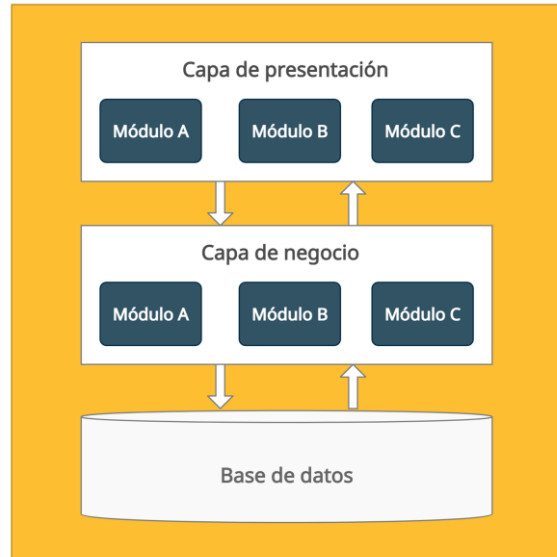 Capa de presentación
Módulo A Módulo B Módulo C
Capa de negocio
Módulo A Módulo B Módulo C
Base de datos